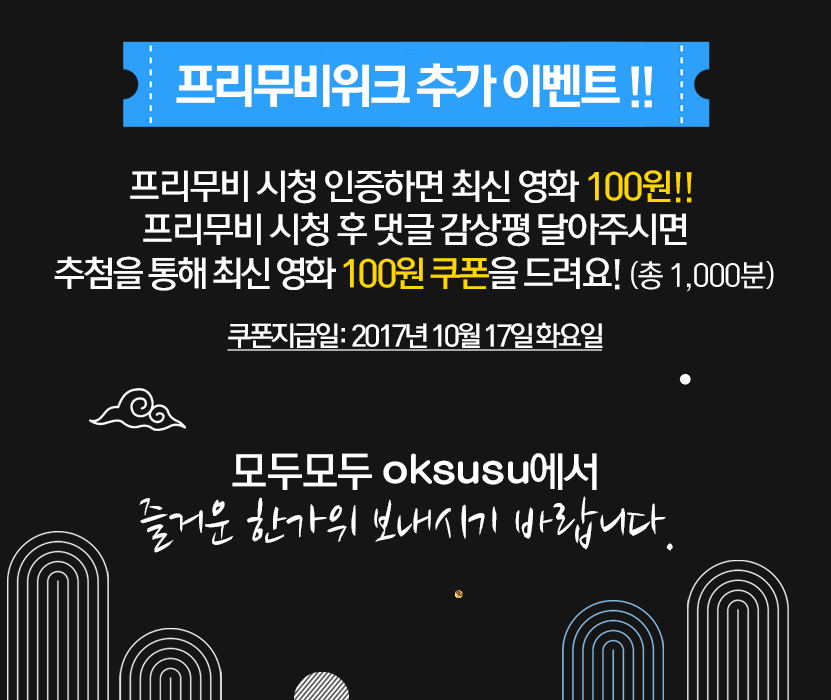 프리무비위크 추가 이벤트 !!
프리무비 시청 인증하면 최신 영화 100원!!
프리무비 시청 후 댓글 감상평 달아주시면
추첨을 통해 최신 영화 100원 쿠폰을 드려요! (총 1,000분)
쿠폰지급일: 2017년 10월 17일 화요일
모두모두 oksusu에서
즐거운 한가위 보내시기 바랍니다.